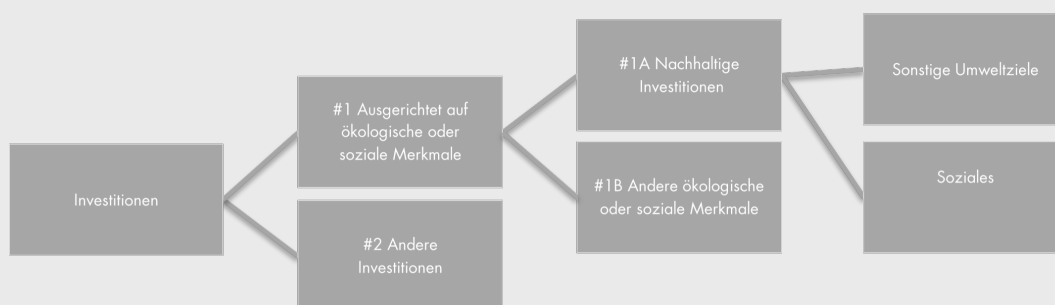 Investitionen
#1 Ausgerichtet auf
ökologische oder
soziale Merkmale
#2 Andere
Investitionen
#1A Nachhaltige
Investitionen
#1B Andere ökologische
oder soziale Merkmale
Sonstige Umweltziele
Soziales